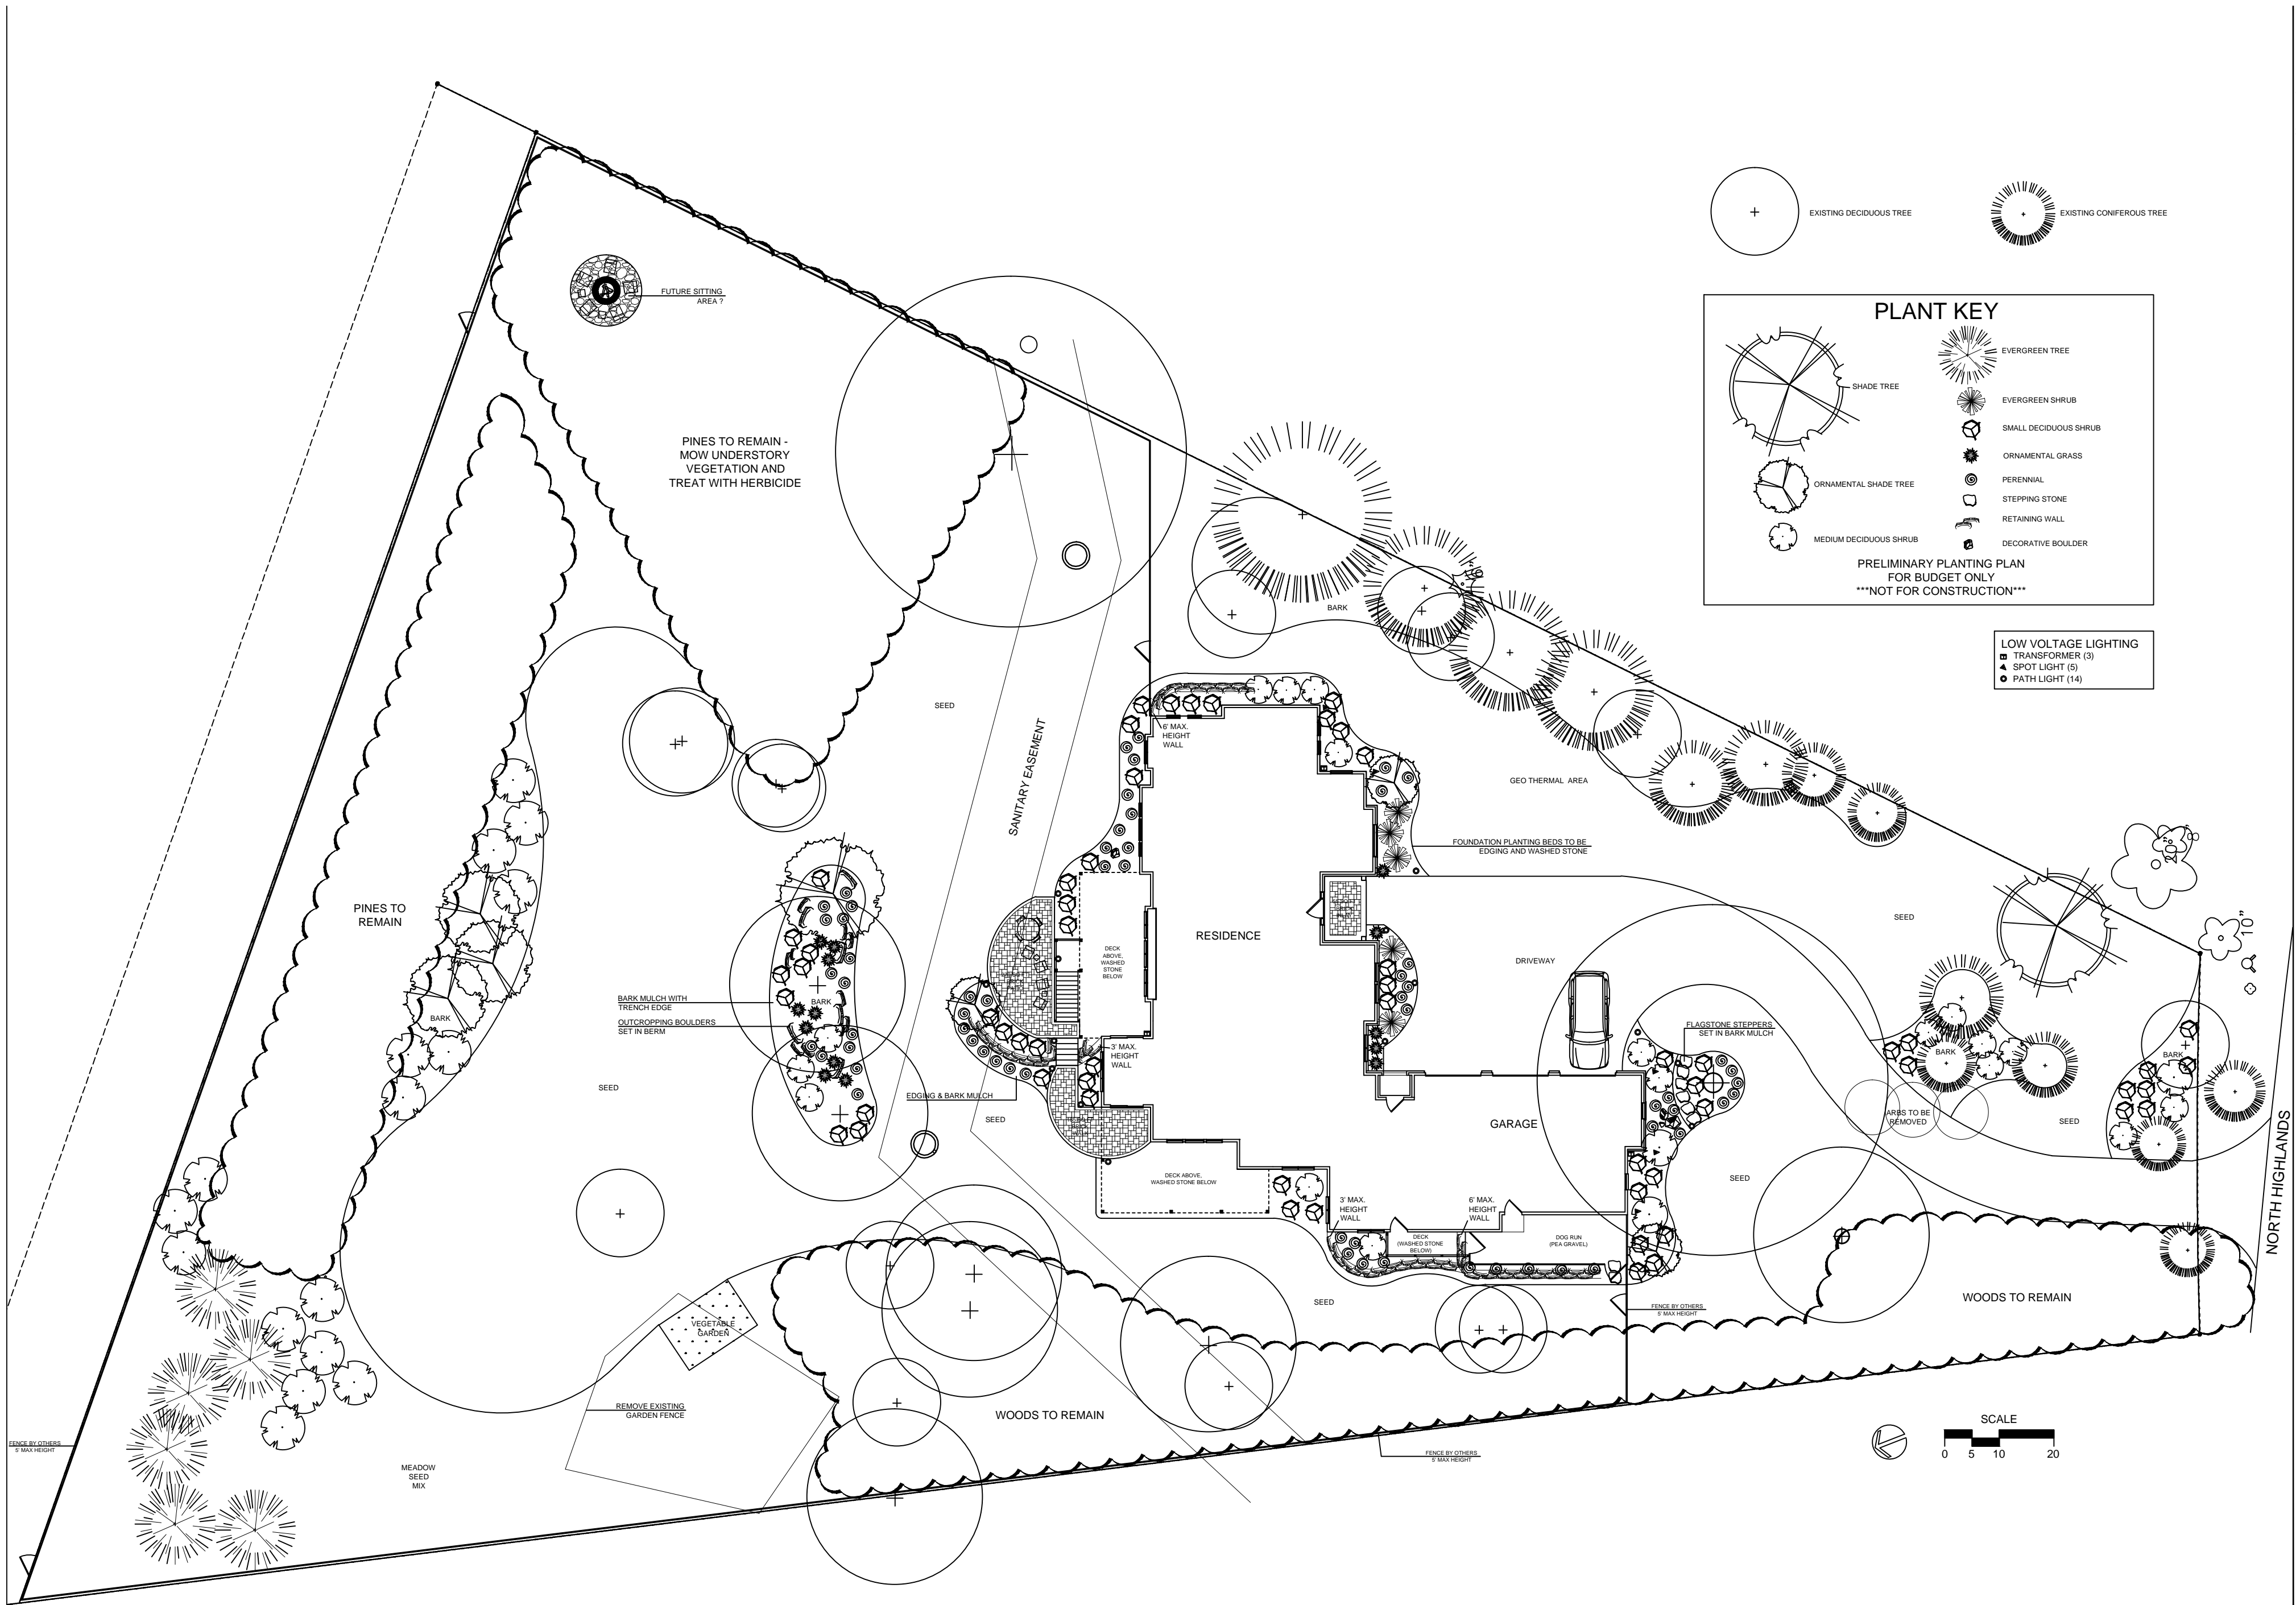 EXISTING DECIDUOUS TREE
EXISTING CONIFEROUS TREE
PLANT KEY
EVERGREEN TREE
SHADE TREE
EVERGREEN SHRUB
SMALL DECIDUOUS SHRUB
ORNAMENTAL GRASS
PERENNIAL
ORNAMENTAL SHADE TREE
STEPPING STONE
RETAINING WALL
MEDIUM DECIDUOUS SHRUB
DECORATIVE BOULDER
PRELIMINARY PLANTING PLAN
FOR BUDGET ONLY
***NOT FOR CONSTRUCTION***
LOW VOLTAGE LIGHTING
TRANSFORMER (3)
SPOT LIGHT (5)
PATH LIGHT (14)
FUTURE SITTING
AREA ?
PINES TO REMAIN -
MOW UNDERSTORY
VEGETATION AND
TREAT WITH HERBICIDE
BARK
SEED
SANITARY EASEMENT
6' MAX.
HEIGHT
WALL
GEO THERMAL AREA
FOUNDATION PLANTING BEDS TO BE
EDGING AND WASHED STONE
PINES TO
REMAIN
RESIDENCE
DECK
ABOVE,
WASHED
STONE
BELOW
DRIVEWAY
SEED
10"
BARK MULCH WITH
TRENCH EDGE
OUTCROPPING BOULDERS
SET IN BERM
BARK
BARK
FLAGSTONE STEPPERS
SET IN BARK MULCH
3' MAX.
HEIGHT
WALL
BARK
BARK
SEED
EDGING & BARK MULCH
SEED
GARAGE
ARBS TO BE
REMOVED
SEED
DECK ABOVE,
WASHED STONE BELOW
SEED
3' MAX.
HEIGHT
WALL
6' MAX.
HEIGHT
WALL
DECK
(WASHED STONE
BELOW)
DOG RUN
(PEA GRAVEL)
NORTH HIGHLANDS
SEED
FENCE BY OTHERS
5' MAX HEIGHT
WOODS TO REMAIN
VEGETABLE
GARDEN
REMOVE EXISTING
GARDEN FENCE
WOODS TO REMAIN
FENCE BY OTHERS
5' MAX HEIGHT
FENCE BY OTHERS
5' MAX HEIGHT
MEADOW
SEED
MIX
SCALE
0 5 10 20